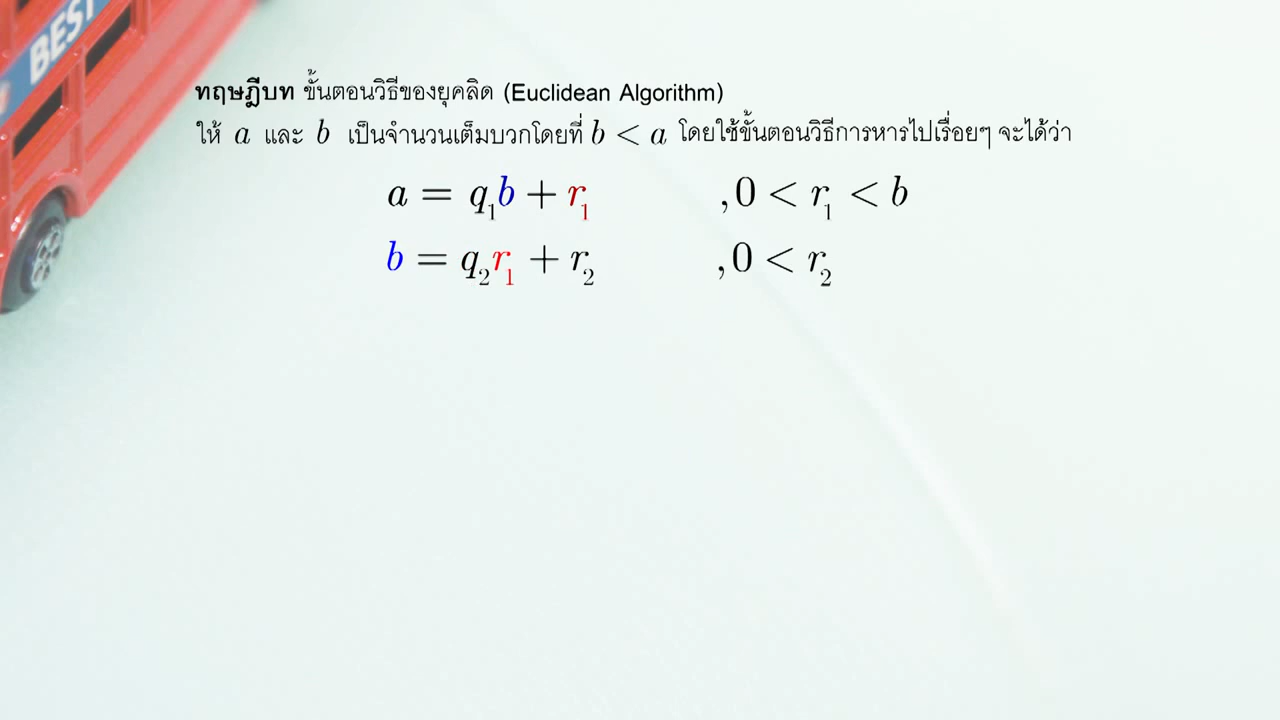 BEST
ทฤษฎีบท ขั้นตอนวิธีของยุคลิด (Euclidean Algorithm)
ให้ a และ b เป็นจำนวนเต็มบวกโดยที่ b < a โดยใช้ขั้นตอนวิธีการหารไปเรื่อยๆ จะได้ว่า
a = q₁b + r₁ , 0 < r₁ < b
b = q₂r₁ + r₂ , 0 < r₂